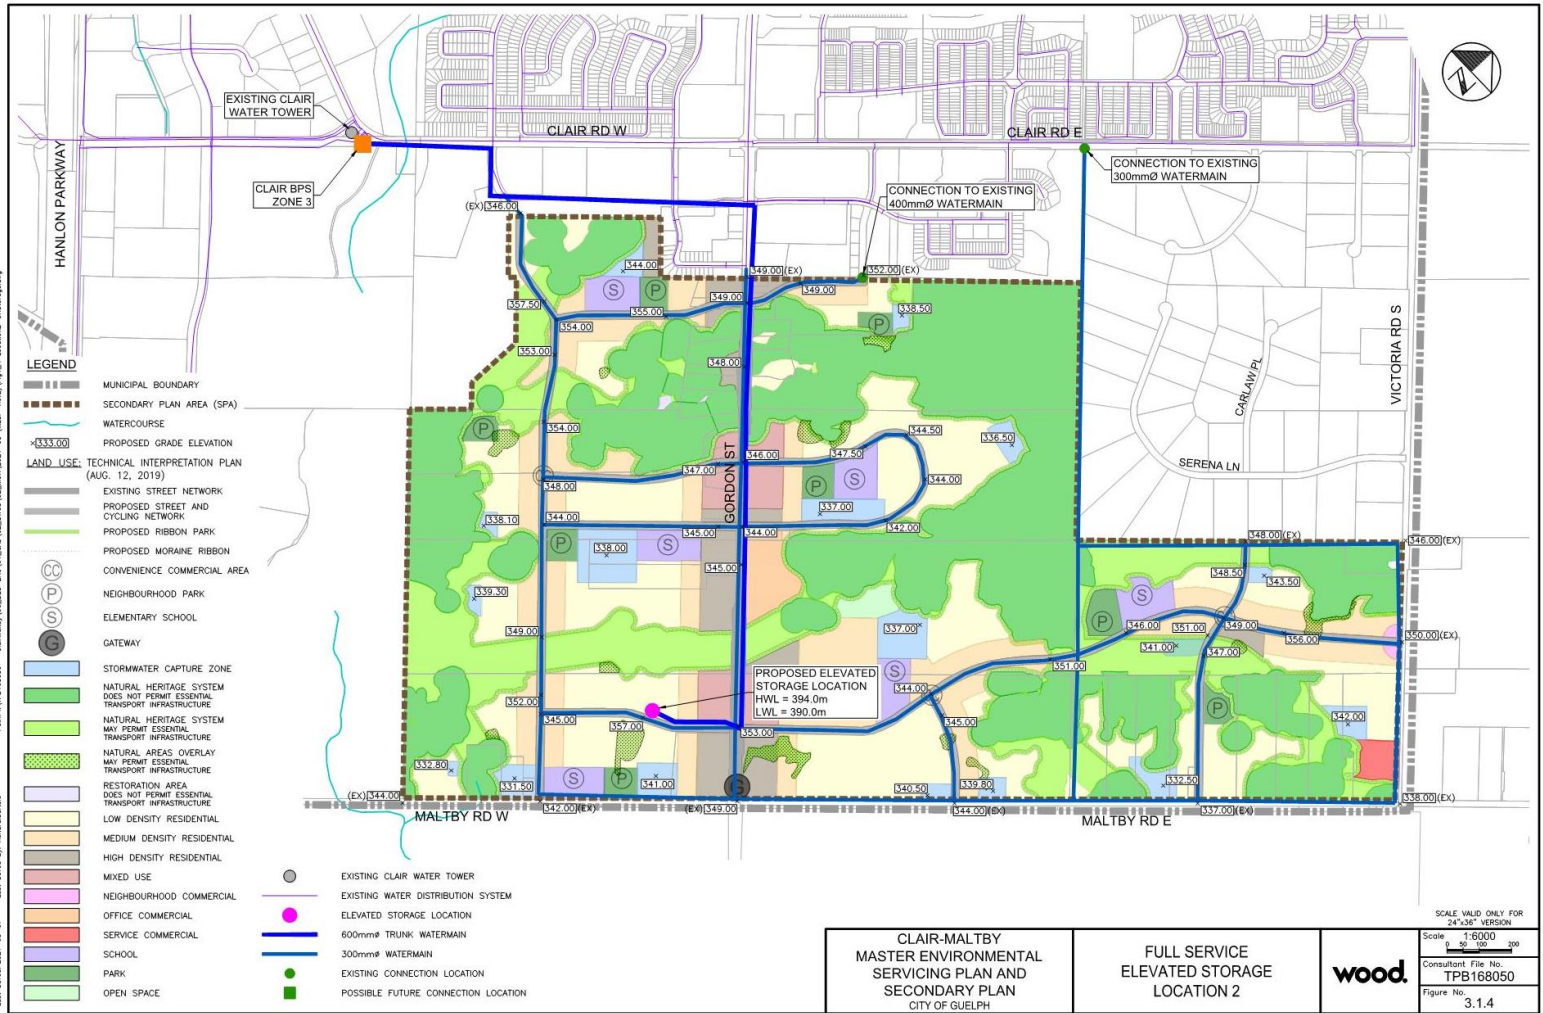 EXISTING CLAIR
WATER TOWER
CLAIR RD W
CLAIR RD E
HANLON PARKWAY
CLAIR BPS
ZONE 3
CONNECTION TO EXISTING
300mmØ WATERMAIN
CONNECTION TO EXISTING
400mmØ WATERMAIN
(EX) 346.00
344.00
349.00 (EX)
352.00 (EX)
VICTORIA RD S
CARLAW PL
SERENA LN
GORDON ST
357.50
S
P
355.00
349.00
349.00
338.50
P
354.00
353.00
348.00
354.00
P
344.50
336.50
346.00
347.50
347.00
CC
348.00
P
S
344.00
337.00
338.10
344.00
345.00
344.00
342.00
P
338.00
S
345.00
348.00 (EX)
346.00 (EX)
348.50
343.50
339.30
S
P
346.00
349.00
351.00
356.00
350.00 (EX)
349.00
337.00
341.00
347.00
351.00
S
PROPOSED ELEVATED
STORAGE LOCATION
HWL = 394.0m
LWL = 390.0m
344.00
352.00
345.00
357.00
353.00
345.00
P
342.00
332.80
331.50
S
P
341.00
G
340.50
339.80
332.50
(EX) 344.00
342.00 (EX)
(EX) 349.00
344.00 (EX)
337.00 (EX)
338.00 (EX)
MALTBY RD W
MALTBY RD E
LEGEND
MUNICIPAL BOUNDARY
SECONDARY PLAN AREA (SPA)
WATERCOURSE
×333.00
PROPOSED GRADE ELEVATION
LAND USE: TECHNICAL INTERPRETATION PLAN
(AUG. 12, 2019)
EXISTING STREET NETWORK
PROPOSED STREET AND
CYCLING NETWORK
PROPOSED RIBBON PARK
PROPOSED MORAINE RIBBON
CC CONVENIENCE COMMERCIAL AREA
P NEIGHBOURHOOD PARK
S ELEMENTARY SCHOOL
G GATEWAY
STORMWATER CAPTURE ZONE
NATURAL HERITAGE SYSTEM
DOES NOT PERMIT ESSENTIAL
TRANSPORT INFRASTRUCTURE
NATURAL HERITAGE SYSTEM
MAY PERMIT ESSENTIAL
TRANSPORT INFRASTRUCTURE
NATURAL AREAS OVERLAY
MAY PERMIT ESSENTIAL
TRANSPORT INFRASTRUCTURE
RESTORATION AREA
DOES NOT PERMIT ESSENTIAL
TRANSPORT INFRASTRUCTURE
LOW DENSITY RESIDENTIAL
MEDIUM DENSITY RESIDENTIAL
HIGH DENSITY RESIDENTIAL
MIXED USE
NEIGHBOURHOOD COMMERCIAL
OFFICE COMMERCIAL
SERVICE COMMERCIAL
SCHOOL
PARK
OPEN SPACE
EXISTING CLAIR WATER TOWER
EXISTING WATER DISTRIBUTION SYSTEM
ELEVATED STORAGE LOCATION
600mmø TRUNK WATERMAIN
300mmø WATERMAIN
EXISTING CONNECTION LOCATION
POSSIBLE FUTURE CONNECTION LOCATION
CLAIR-MALTBY
MASTER ENVIRONMENTAL
SERVICING PLAN AND
SECONDARY PLAN
CITY OF GUELPH
FULL SERVICE
ELEVATED STORAGE
LOCATION 2
wood.
SCALE VALID ONLY FOR
24"x36" VERSION
Scale 1:6000
0 50 100 200
Consultant File No.
TPB168050
Figure No.
3.1.4